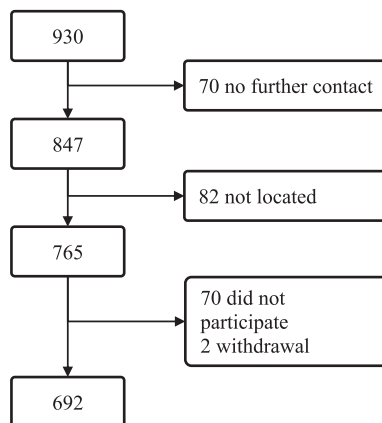 930
70 no further contact
847
82 not located
765
70 did not
participate
2 withdrawal
692